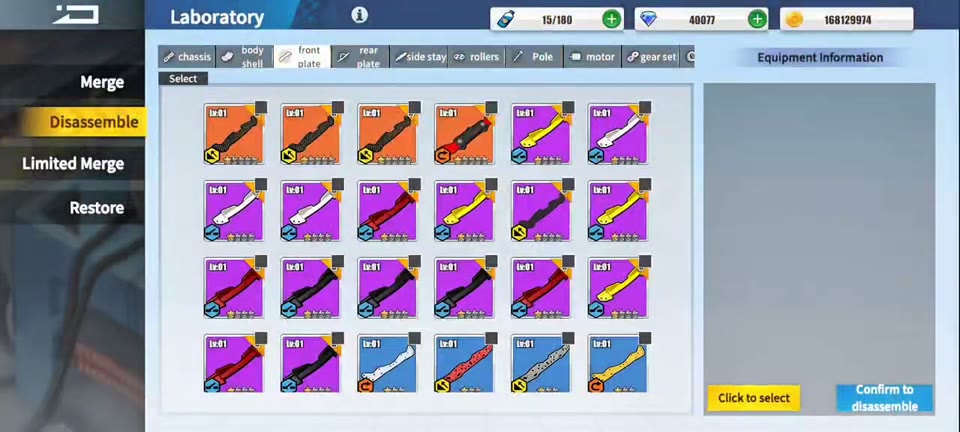 Laboratory
15/180
40077
168129974
Merge
Disassemble
Limited Merge
Restore
chassis
body shell
front plate
rear plate
side stay
rollers
Pole
motor
gear set
Select
Equipment Information
Lv:01 Lv:01 Lv:01 Lv:01 Lv:01 Lv:01
Lv:01 Lv:01 Lv:01 Lv:01 Lv:01 Lv:01
Lv:01 Lv:01 Lv:01 Lv:01 Lv:01 Lv:01
Lv:01 Lv:01 Lv:01 Lv:01 Lv:01 Lv:01
Click to select
Confirm to
disassemble